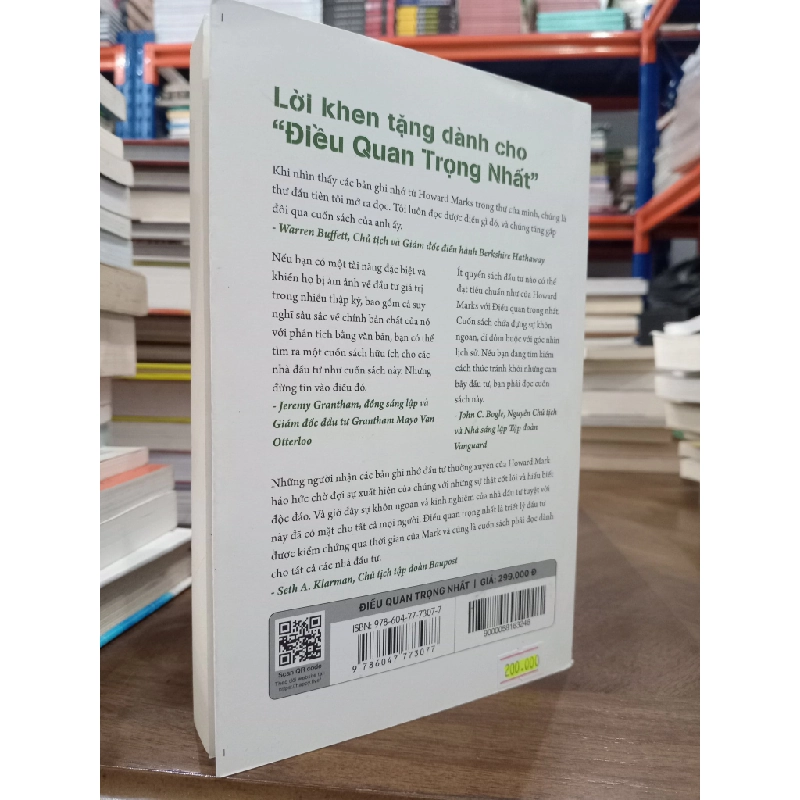 Lời khen tặng dành cho
“Điều Quan Trọng Nhất”
Khi nhìn thấy các bản ghi nhớ từ Howard Marks trong thư của mình, chúng là
thư đầu tiên tôi mở ra đọc. Tôi luôn đọc được điều gì đó, và chúng tăng gấp
đôi qua cuốn sách của anh ấy.
- Warren Buffett, Chủ tịch và Giám đốc điều hành Berkshire Hathaway
Nếu bạn có một tài năng đặc biệt và
khiến họ bị ám ảnh về đầu tư giá trị
trong nhiều thập kỷ, bao gồm cả suy
nghĩ sâu sắc về chính bản chất của nó
với phân tích bằng văn bản, bạn có thể
tìm ra một cuốn sách hữu ích cho các
nhà đầu tư như cuốn sách này. Nhưng,
đừng tin vào điều đó.
- Jeremy Grantham, đồng sáng lập và
Giám đốc đầu tư Grantham Mayo Van
Otterloo
Ít quyển sách đầu tư nào có thể
đạt tiêu chuẩn như của Howard
Marks với Điều quan trọng nhất.
Cuốn sách chứa đựng sự khôn
ngoan, dí dỏm hoặc với góc nhìn
lịch sử. Nếu bạn đang tìm kiếm
cách thức tránh khỏi những cạm
bẫy đầu tư, bạn phải đọc cuốn
sách này.
- John C. Bogle, Nguyên Chủ tịch
và Nhà sáng lập Tập đoàn
Vanguard
Những người nhận các bản ghi nhớ đầu tư thường xuyên của Howard Mark
háo hức chờ đợi sự xuất hiện của chúng với những sự thật cốt lõi và hiểu biết
độc đáo. Và giờ đây sự khôn ngoan và kinh nghiệm của nhà đầu tư tuyệt vời
này đã có mặt cho tất cả mọi người. Điều quan trọng nhất là triết lý đầu tư
được kiểm chứng qua thời gian của Mark và cũng là cuốn sách phải đọc dành
cho tất cả các nhà đầu tư.
- Seth A. Klarman, Chủ tịch tập đoàn Baupost
ĐIỀU QUAN TRỌNG NHẤT | GIÁ: 299.000 Đ
ISBN: 978-604-77-7307-7
9 786047 773077
Scan QR code
200.000